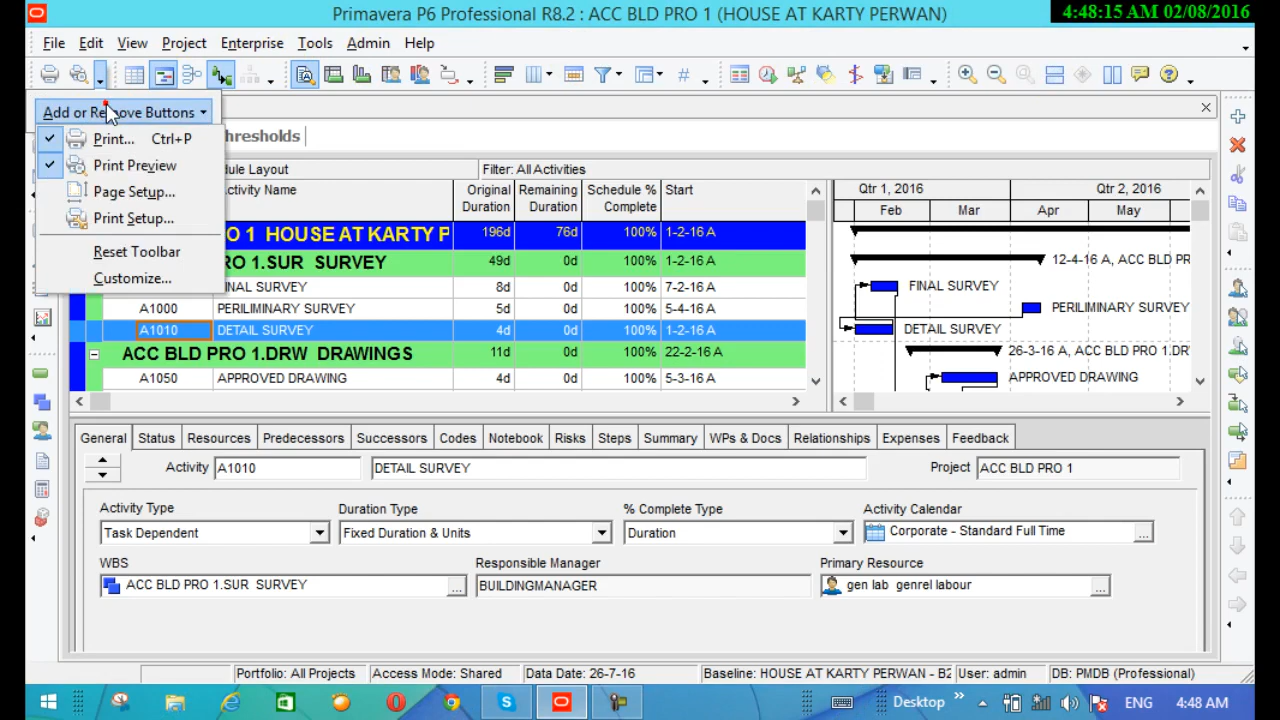 Primavera P6 Professional R8.2 : ACC BLD PRO 1 (HOUSE AT KARTY PERWAN)
4:48:15 AM 02/08/2016
File Edit View Project Enterprise Tools Admin Help
Add or Remove Buttons
Print... Ctrl+P
Print Preview
Page Setup...
Print Setup...
Reset Toolbar
Customize...
hresholds
dule Layout Filter: All Activities
ctivity Name Original Duration Remaining Duration Schedule % Complete Start
Qtr 1, 2016 Qtr 2, 2016
Feb Mar Apr May
O 1 HOUSE AT KARTY P 196d 76d 100% 1-2-16 A
RO 1.SUR SURVEY 49d 0d 100% 1-2-16 A 12-4-16 A, ACC BLD PR
INAL SURVEY 8d 0d 100% 7-2-16 A FINAL SURVEY
A1000 PERILIMINARY SURVEY 5d 0d 100% 5-4-16 A PERILIMINARY SURVEY
A1010 DETAIL SURVEY 4d 0d 100% 1-2-16 A DETAIL SURVEY
ACC BLD PRO 1.DRW DRAWINGS 11d 0d 100% 22-2-16 A 26-3-16 A, ACC BLD PRO 1.DR
A1050 APPROVED DRAWING 4d 0d 100% 5-3-16 A APPROVED DRAWING
General Status Resources Predecessors Successors Codes Notebook Risks Steps Summary WPs & Docs Relationships Expenses Feedback
Activity A1010 DETAIL SURVEY Project ACC BLD PRO 1
Activity Type Duration Type % Complete Type Activity Calendar
Task Dependent Fixed Duration & Units Duration Corporate - Standard Full Time
WBS Responsible Manager Primary Resource
ACC BLD PRO 1.SUR SURVEY BUILDINGMANAGER gen lab genrel labour
Portfolio: All Projects Access Mode: Shared Data Date: 26-7-16 Baseline: HOUSE AT KARTY PERWAN - B2 User: admin DB: PMDB (Professional)
Desktop ENG 4:48 AM